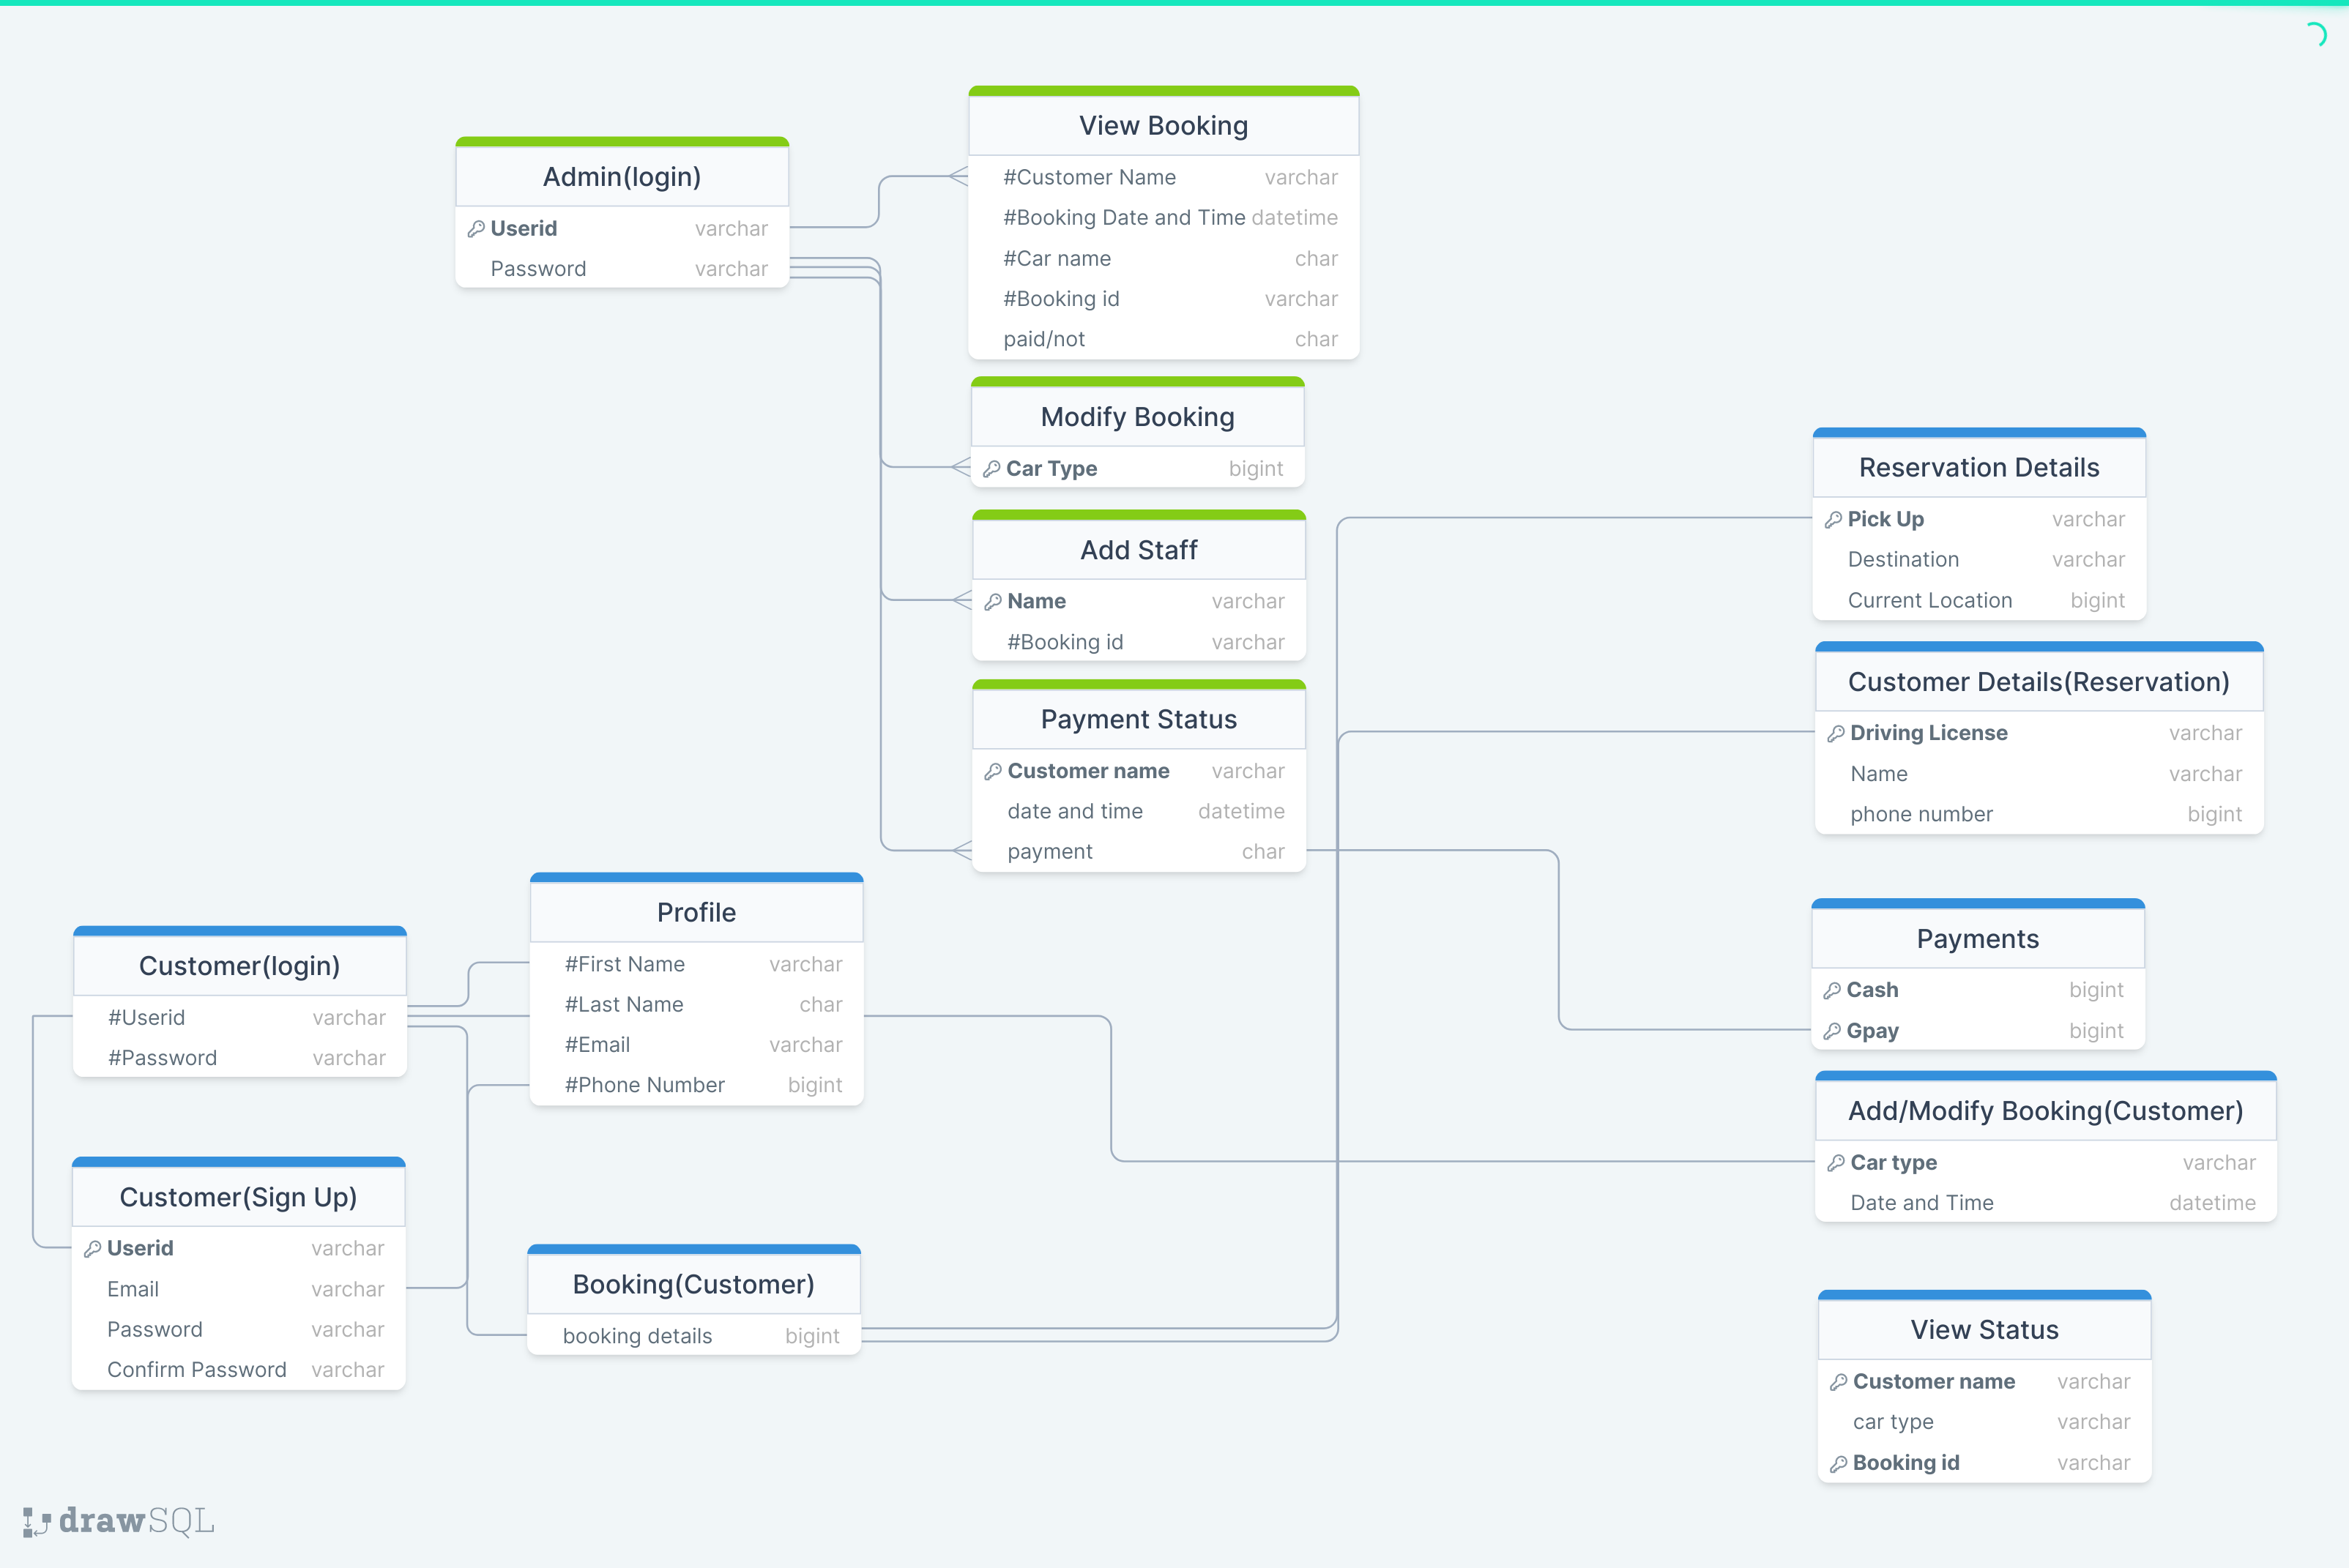 Admin(login)
Userid varchar
Password varchar
View Booking
#Customer Name varchar
#Booking Date and Time datetime
#Car name char
#Booking id varchar
paid/not char
Modify Booking
Car Type bigint
Add Staff
Name varchar
#Booking id varchar
Payment Status
Customer name varchar
date and time datetime
payment char
Reservation Details
Pick Up varchar
Destination varchar
Current Location bigint
Customer Details(Reservation)
Driving License varchar
Name varchar
phone number bigint
Payments
Cash bigint
Gpay bigint
Add/Modify Booking(Customer)
Car type varchar
Date and Time datetime
View Status
Customer name varchar
car type varchar
Booking id varchar
Profile
#First Name varchar
#Last Name char
#Email varchar
#Phone Number bigint
Customer(login)
#Userid varchar
#Password varchar
Customer(Sign Up)
Userid varchar
Email varchar
Password varchar
Confirm Password varchar
Booking(Customer)
booking details bigint
drawSQL